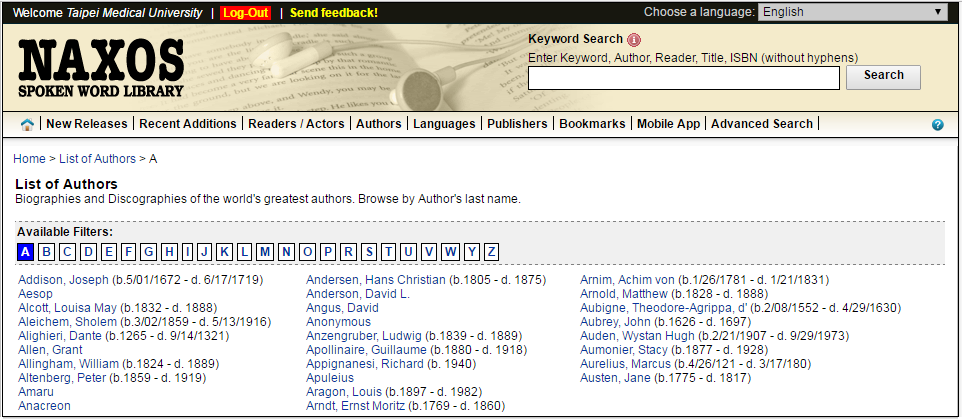 Welcome Taipei Medical University | Log-Out | Send feedback! Choose a language: English
NAXOS
SPOKEN WORD LIBRARY
Keyword Search
Enter Keyword, Author, Reader, Title, ISBN (without hyphens)
Search
New Releases | Recent Additions | Readers / Actors | Authors | Languages | Publishers | Bookmarks | Mobile App | Advanced Search | ?
Home > List of Authors > A
List of Authors
Biographies and Discographies of the world's greatest authors. Browse by Author's last name.
Available Filters:
A B C D E F G H I J K L M N O P R S T U V W Y Z
Addison, Joseph (b.5/01/1672 - d. 6/17/1719)
Aesop
Alcott, Louisa May (b.1832 - d. 1888)
Aleichem, Sholem (b.3/02/1859 - d. 5/13/1916)
Alighieri, Dante (b.1265 - d. 9/14/1321)
Allen, Grant
Allingham, William (b.1824 - d. 1889)
Altenberg, Peter (b.1859 - d. 1919)
Amaru
Anacreon
Andersen, Hans Christian (b.1805 - d. 1875)
Anderson, David L.
Angus, David
Anonymous
Anzengruber, Ludwig (b.1839 - d. 1889)
Apollinaire, Guillaume (b.1880 - d. 1918)
Appignanesi, Richard (b. 1940)
Apuleius
Aragon, Louis (b.1897 - d. 1982)
Arndt, Ernst Moritz (b.1769 - d. 1860)
Arnim, Achim von (b.1/26/1781 - d. 1/21/1831)
Arnold, Matthew (b.1828 - d. 1888)
Aubigne, Theodore-Agrippa, d' (b.2/08/1552 - d. 4/29/1630)
Aubrey, John (b.1626 - d. 1697)
Auden, Wystan Hugh (b.2/21/1907 - d. 9/29/1973)
Aumonier, Stacy (b.1877 - d. 1928)
Aurelius, Marcus (b.4/26/121 - d. 3/17/180)
Austen, Jane (b.1775 - d. 1817)